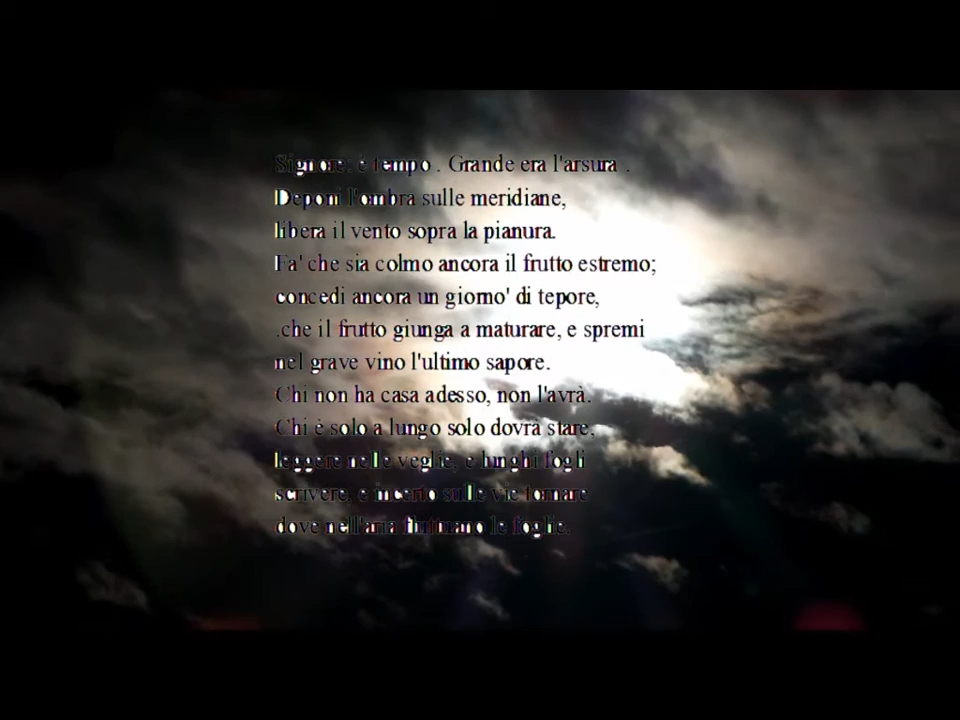 Signore: è tempo . Grande era l'arsura .
Deponi l'ombra sulle meridiane,
libera il vento sopra la pianura.
Fa' che sia colmo ancora il frutto estremo;
concedi ancora un giorno' di tepore,
.che il frutto giunga a maturare, e spremi
nel grave vino l'ultimo sapore.
Chi non ha casa adesso, non l'avrà.
Chi è solo a lungo solo dovrà stare,
leggere nelle veglie, e lunghi fogli
scrivere, e incerto sulle vie tornare
dove nell'aria fluttuano le foglie.